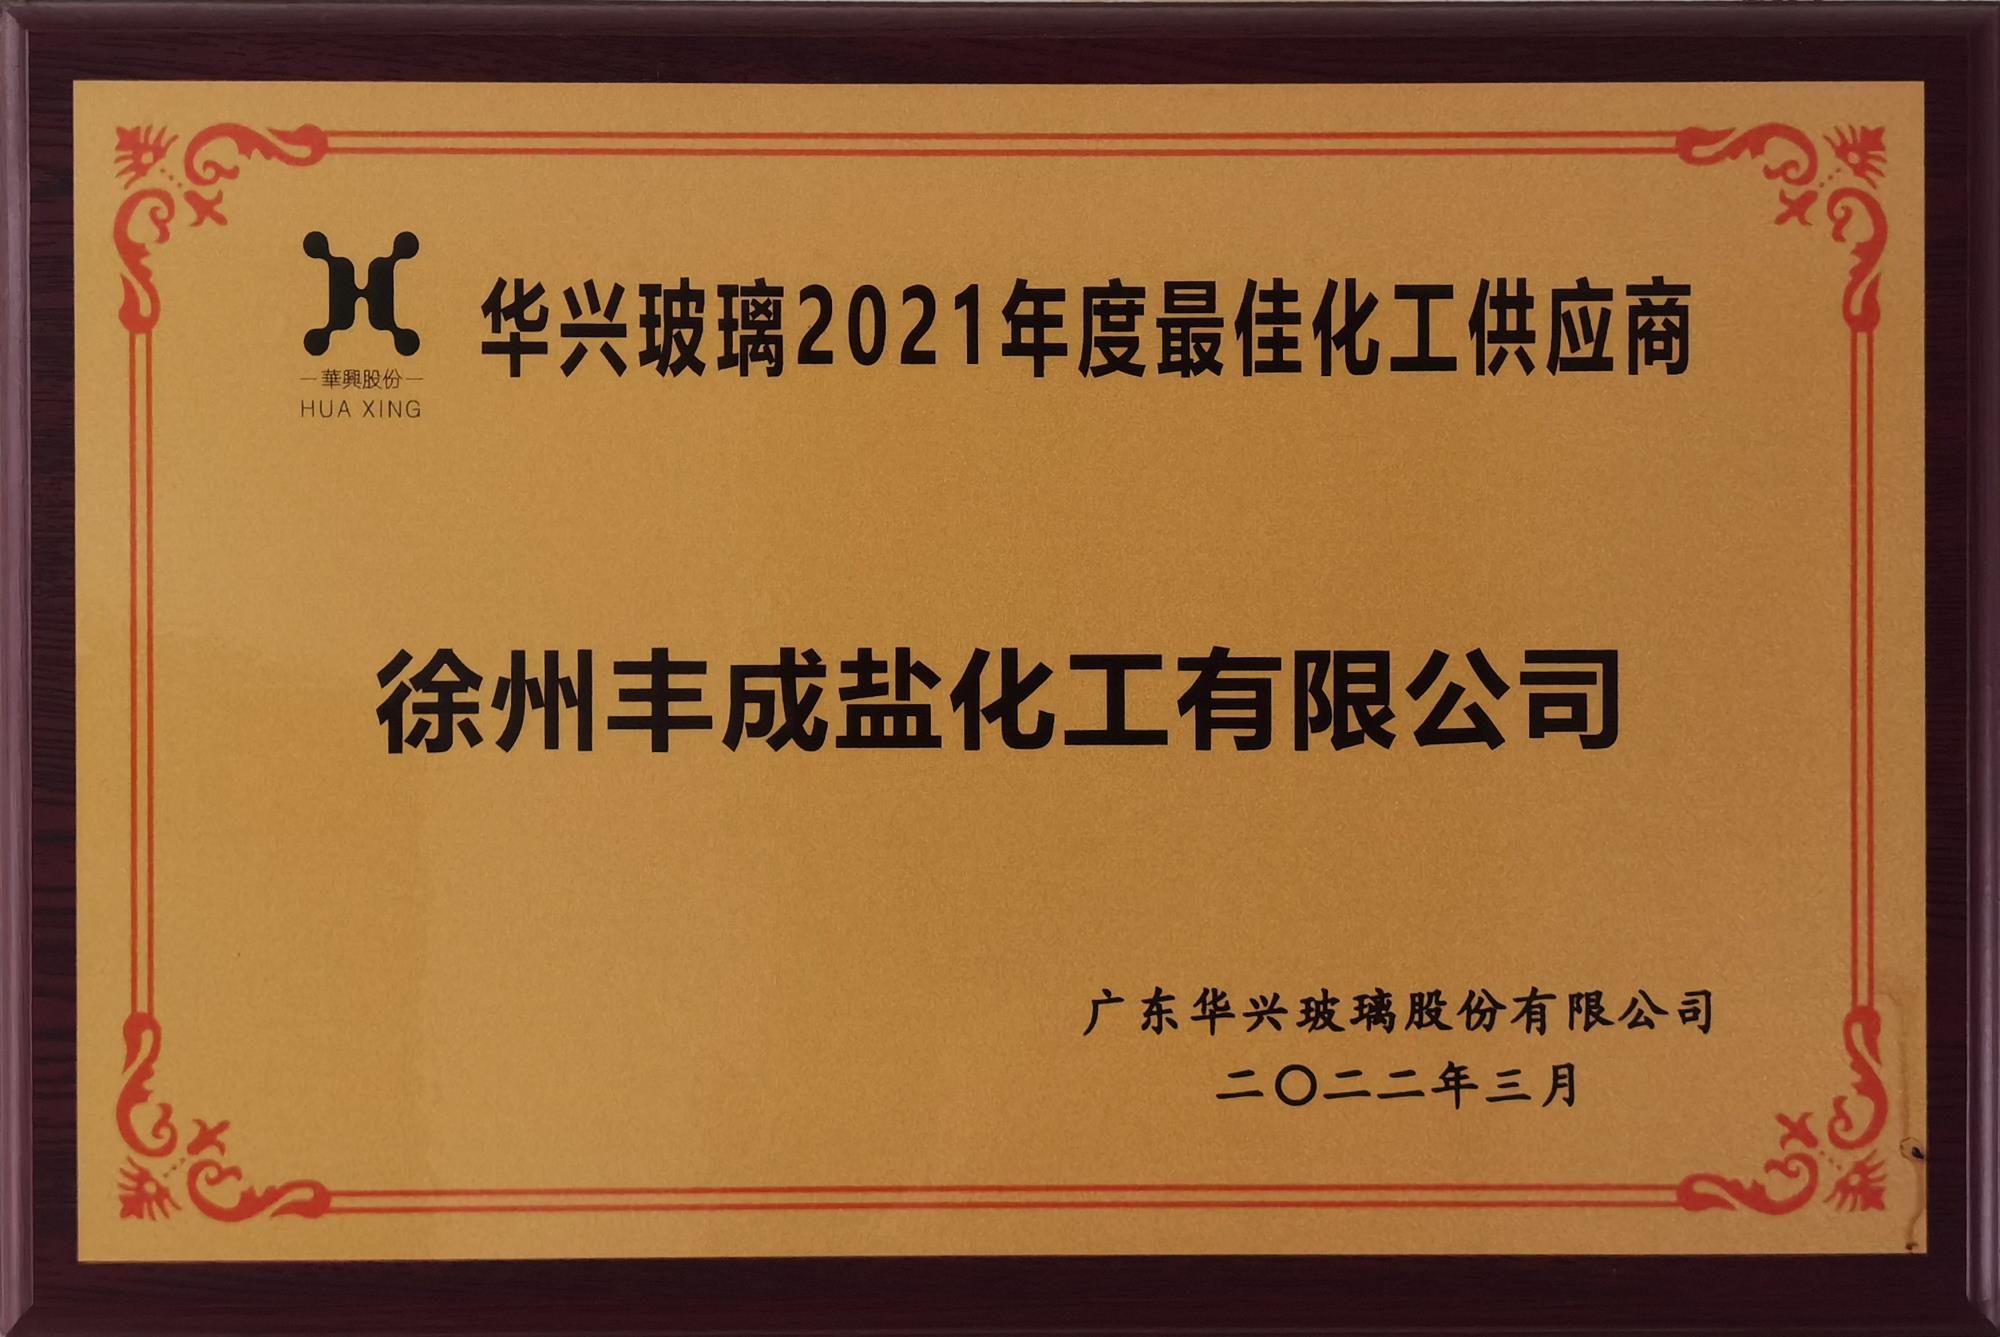 華興股份
HUA XING
华兴玻璃2021年度最佳化工供应商
徐州丰成盐化工有限公司
广东华兴玻璃股份有限公司
二〇二二年三月